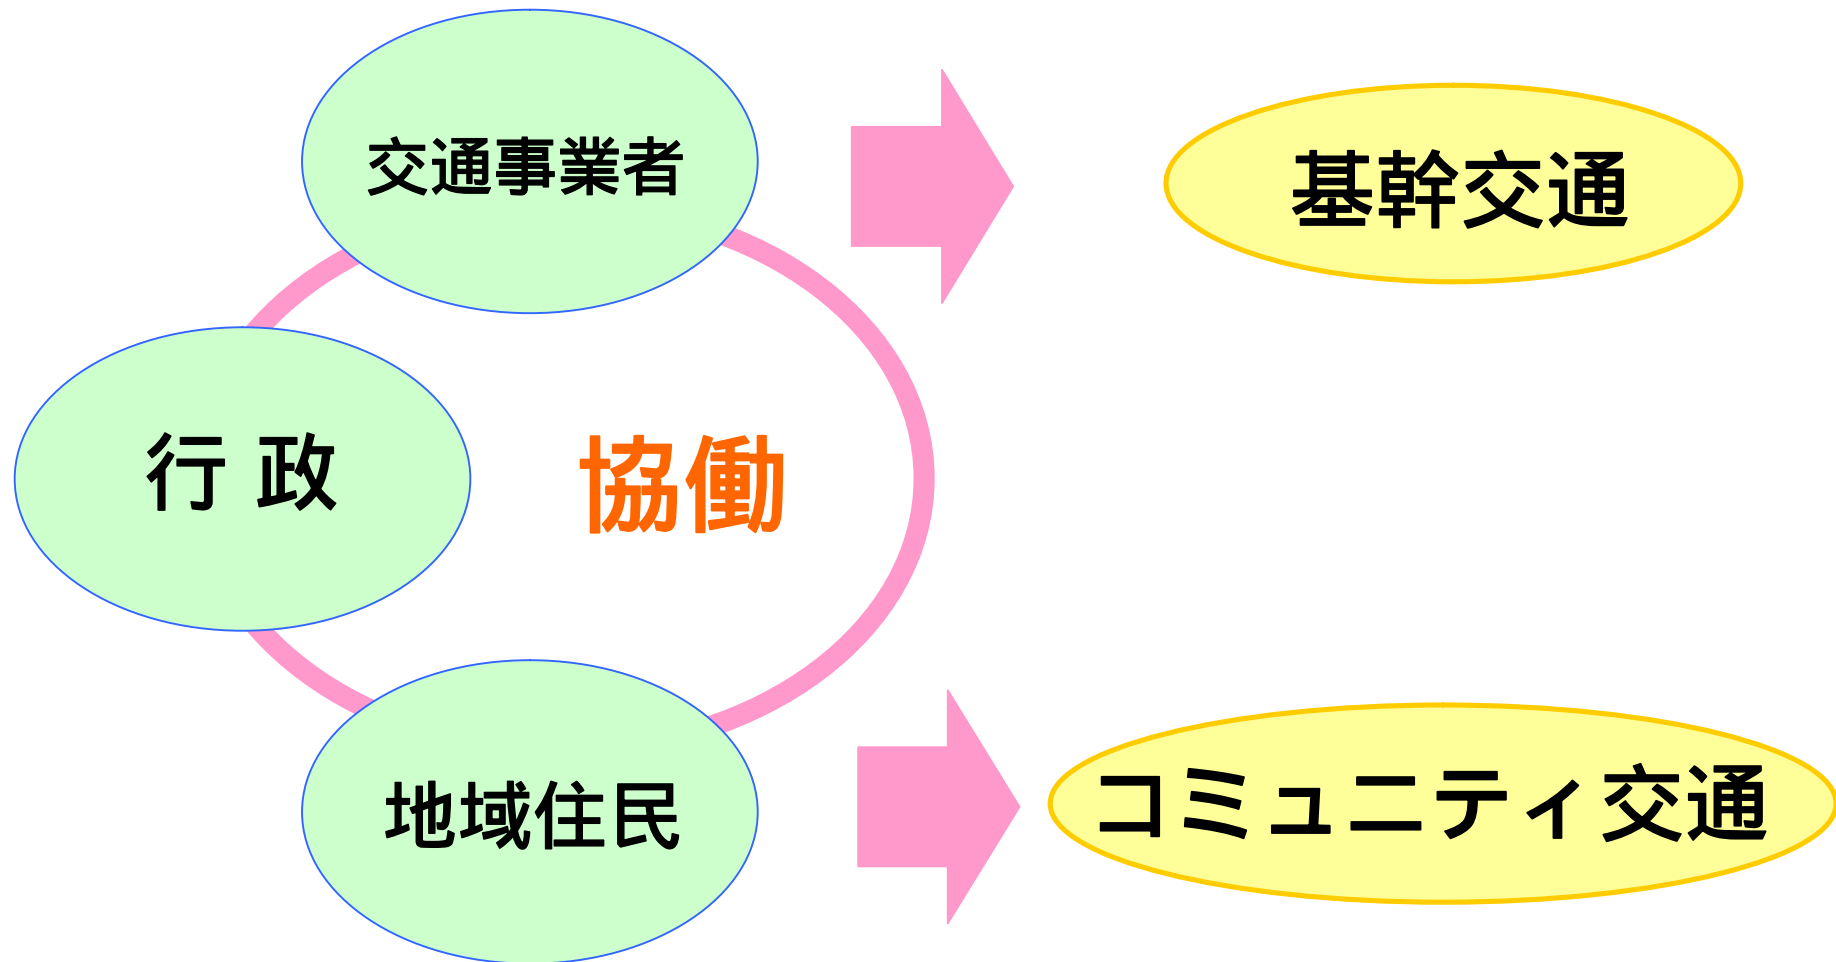 交通事業者
基幹交通
行 政
協働
地域住民
コミュニティ交通